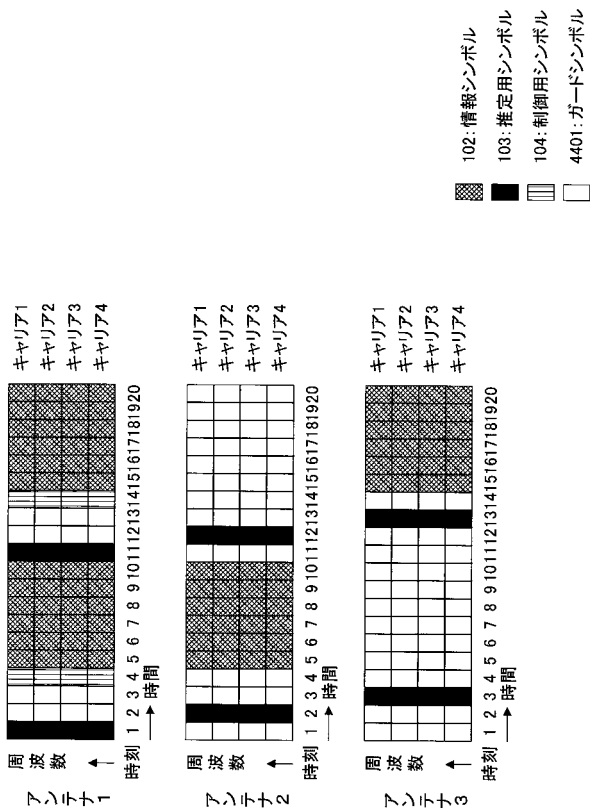 アンテナ1
周波数
キャリア1
キャリア2
キャリア3
キャリア4
時刻 1 2 3 4 5 6 7 8 9 10 11 12 13 14 15 16 17 18 19 20
時間
アンテナ2
周波数
キャリア1
キャリア2
キャリア3
キャリア4
時刻 1 2 3 4 5 6 7 8 9 10 11 12 13 14 15 16 17 18 19 20
時間
アンテナ3
周波数
キャリア1
キャリア2
キャリア3
キャリア4
時刻 1 2 3 4 5 6 7 8 9 10 11 12 13 14 15 16 17 18 19 20
時間
102:情報シンボル
103:推定用シンボル
104:制御用シンボル
4401:ガードシンボル